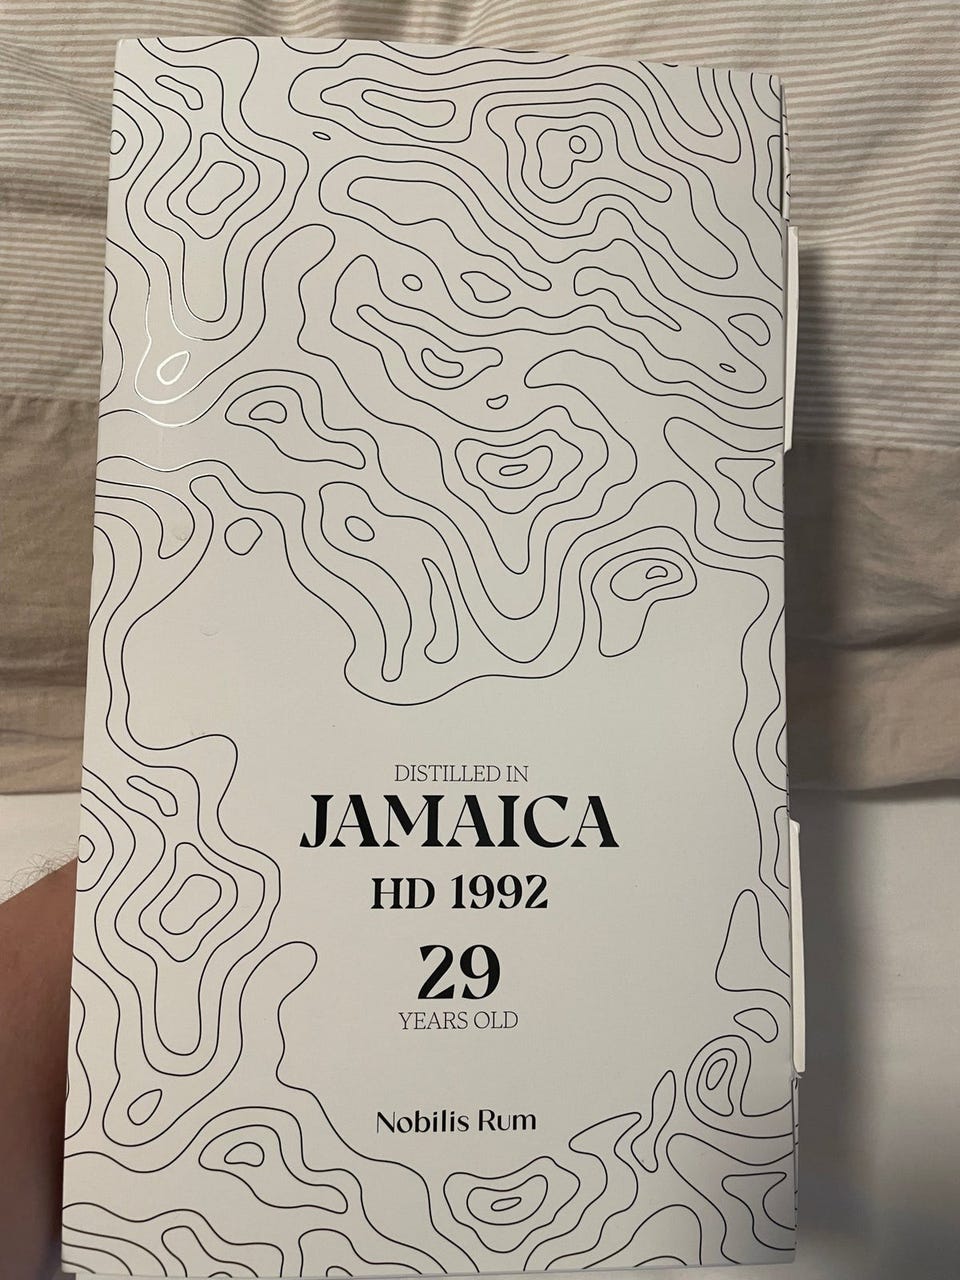 DISTILLED IN
JAMAICA
HD 1992
29
YEARS OLD
Nobilis Rum